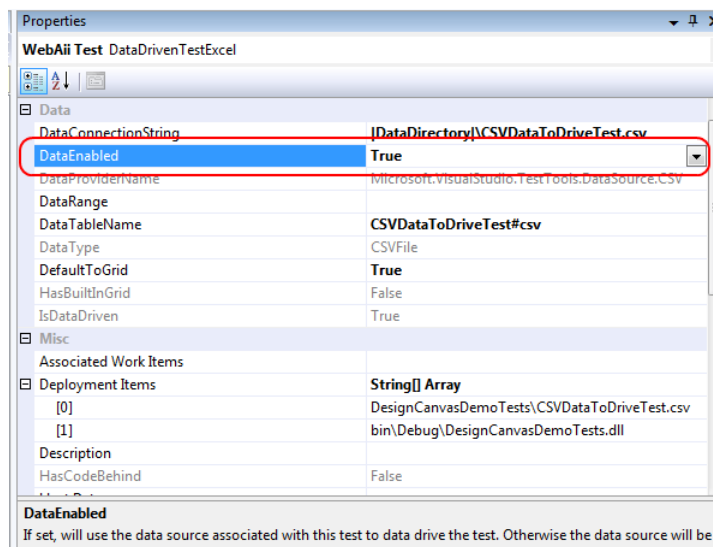 Properties
WebAii Test DataDrivenTestExcel
Data
DataConnectionString |DataDirectory|\CSVDataToDriveTest.csv
DataEnabled True
DataProviderName Microsoft.VisualStudio.TestTools.DataSource.CSV
DataRange
DataTableName CSVDataToDriveTest#csv
DataType CSVFile
DefaultToGrid True
HasBuiltInGrid False
IsDataDriven True
Misc
Associated Work Items
Deployment Items String[] Array
[0] DesignCanvasDemoTests\CSVDataToDriveTest.csv
[1] bin\Debug\DesignCanvasDemoTests.dll
Description
HasCodeBehind False
DataEnabled
If set, will use the data source associated with this test to data drive the test. Otherwise the data source will be